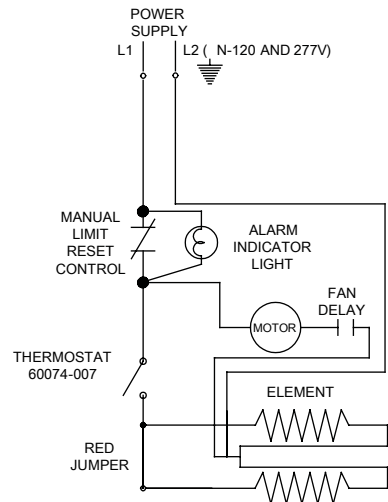 POWER
SUPPLY
L1
L2 ( N-120 AND 277V)
MANUAL
LIMIT
RESET
CONTROL
ALARM
INDICATOR
LIGHT
FAN
DELAY
MOTOR
THERMOSTAT
60074-007
ELEMENT
RED
JUMPER